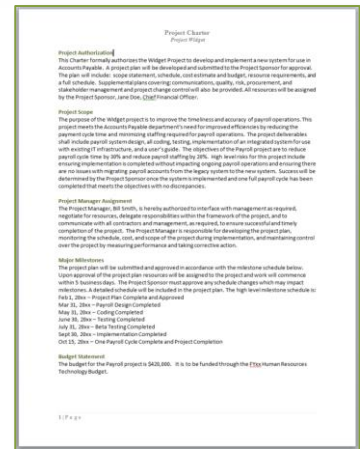 Project Charter
Project Widget
Project Authorization
This Charter formally authorizes the Widget Project to develop and implement a new system for use in
Accounts Payable. A project plan will be developed and submitted to the Project Sponsor for approval.
The plan will include: scope statement, schedule, cost estimate and budget, resource requirements, and
a full schedule. Supplemental plans covering: communications, quality, risk, procurement, and
stakeholder management and project change control will also be provided. All resources will be assigned
by the Project Sponsor, Jane Doe, Chief Financial Officer.
Project Scope
The purpose of the Widget project is to improve the timeliness and accuracy of payroll operations. This
project meets the Accounts Payable department's need for improved efficiencies by reducing the
payment cycle time and minimizing staffing required for payroll operations. The project deliverables
shall include payroll system design, all coding, testing, implementation of an integrated system for use
with existing IT infrastructure, and a user's guide. The objectives of the Payroll project are to reduce
payroll cycle time by 30% and reduce payroll staffing by 20%. High level risks for this project include
ensuring implementation is completed without impacting ongoing payroll operations and ensuring there
are no issues with migrating payroll accounts from the legacy system to the new system. Success will be
determined by the Project Sponsor once the system is implemented and one full payroll cycle has been
completed that meets the objectives with no discrepancies.
Project Manager Assignment
The Project Manager, Bill Smith, is hereby authorized to interface with management as required,
negotiate for resources, delegate responsibilities within the framework of the project, and to
communicate with all contractors and management, as required, to ensure successful and timely
completion of the project. The Project Manager is responsible for developing the project plan,
monitoring the schedule, cost, and scope of the project during implementation, and maintaining control
over the project by measuring performance and taking corrective action.
Major Milestones
The project plan will be submitted and approved in accordance with the milestone schedule below.
Upon approval of the project plan resources will be assigned to the project and work will commence
within 5 business days. The Project Sponsor must approve any schedule changes which may impact
milestones. A detailed schedule will be included in the project plan. The high level milestone schedule is:
Feb 1, 20xx – Project Plan Complete and Approved
Mar 31, 20xx – Payroll Design Completed
May 31, 20xx – Coding Completed
June 30, 20xx – Testing Completed
July 31, 20xx – Beta Testing Completed
Sept 30, 20xx – Implementation Completed
Oct 15, 20xx – One Payroll Cycle Complete and Project Completion
Budget Statement
The budget for the Payroll project is $420,000. It is to be funded through the FYxx Human Resources
Technology Budget.
1 | Page